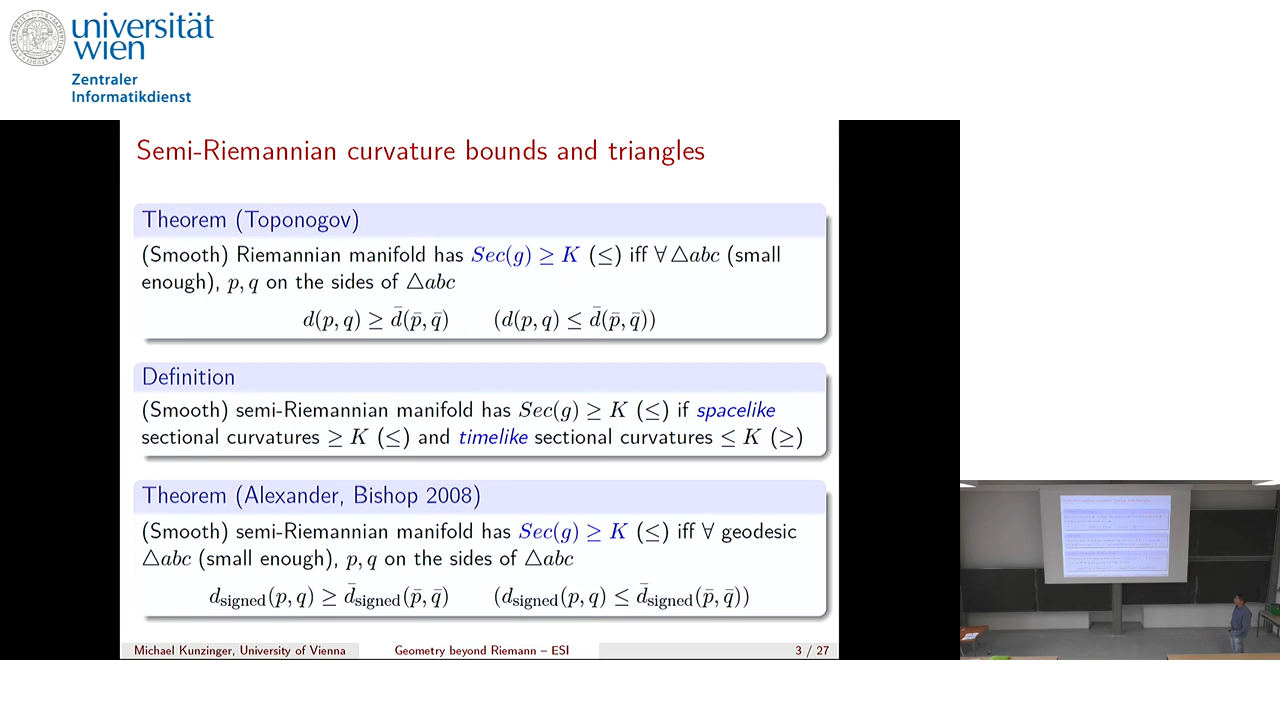 universität
wien
Zentraler
Informatikdienst
Semi-Riemannian curvature bounds and triangles
Theorem (Toponogov)
(Smooth) Riemannian manifold has Sec(g) ≥ K (≤) iff ∀ △abc (small
enough), p, q on the sides of △abc
d(p, q) ≥ d̄(p̄, q̄) (d(p, q) ≤ d̄(p̄, q̄))
Definition
(Smooth) semi-Riemannian manifold has Sec(g) ≥ K (≤) if spacelike
sectional curvatures ≥ K (≤) and timelike sectional curvatures ≤ K (≥)
Theorem (Alexander, Bishop 2008)
(Smooth) semi-Riemannian manifold has Sec(g) ≥ K (≤) iff ∀ geodesic
△abc (small enough), p, q on the sides of △abc
d_signed(p, q) ≥ d̄_signed(p̄, q̄) (d_signed(p, q) ≤ d̄_signed(p̄, q̄))
Michael Kunzinger, University of Vienna Geometry beyond Riemann – ESI 3 / 27